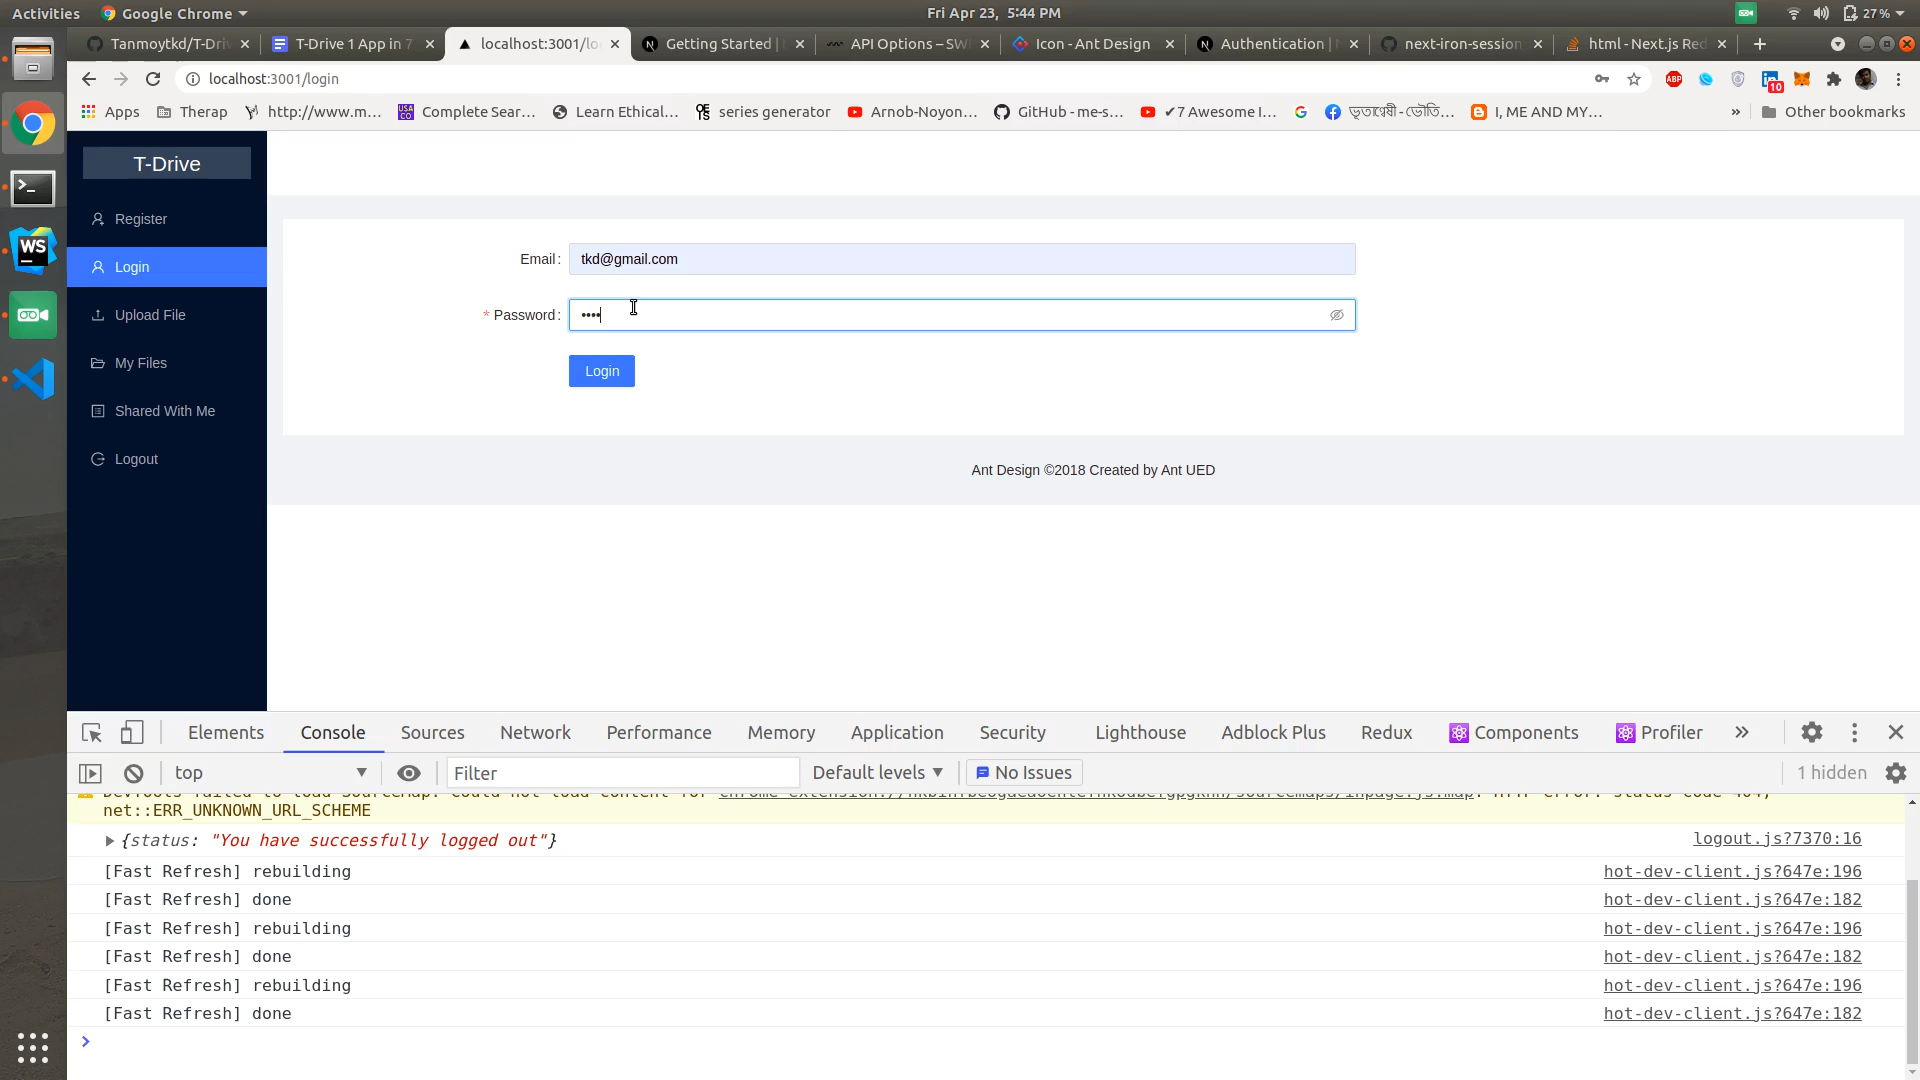 Activities Google Chrome Fri Apr 23, 5:44 PM 27%
Tanmoytkd/T-Dri T-Drive 1 App in 7 localhost:3001/lo Getting Started | API Options – SW Icon - Ant Design Authentication | next-iron-session html - Next.js Red
localhost:3001/login ABP 10
Apps Therap http://www.m... Complete Sear... Learn Ethical... series generator Arnob-Noyon... GitHub - me-s... ✔7 Awesome I... I, ME AND MY... » Other bookmarks
T-Drive
Register
Login
Upload File
My Files
Shared With Me
Logout
Email:
tkd@gmail.com
* Password:
••••
Login
Ant Design ©2018 Created by Ant UED
WS
Elements Console Sources Network Performance Memory Application Security Lighthouse Adblock Plus Redux Components Profiler »
top Filter Default levels No Issues 1 hidden
net::ERR_UNKNOWN_URL_SCHEME
{status: "You have successfully logged out"} logout.js?7370:16
[Fast Refresh] rebuilding hot-dev-client.js?647e:196
[Fast Refresh] done hot-dev-client.js?647e:182
[Fast Refresh] rebuilding hot-dev-client.js?647e:196
[Fast Refresh] done hot-dev-client.js?647e:182
[Fast Refresh] rebuilding hot-dev-client.js?647e:196
[Fast Refresh] done hot-dev-client.js?647e:182